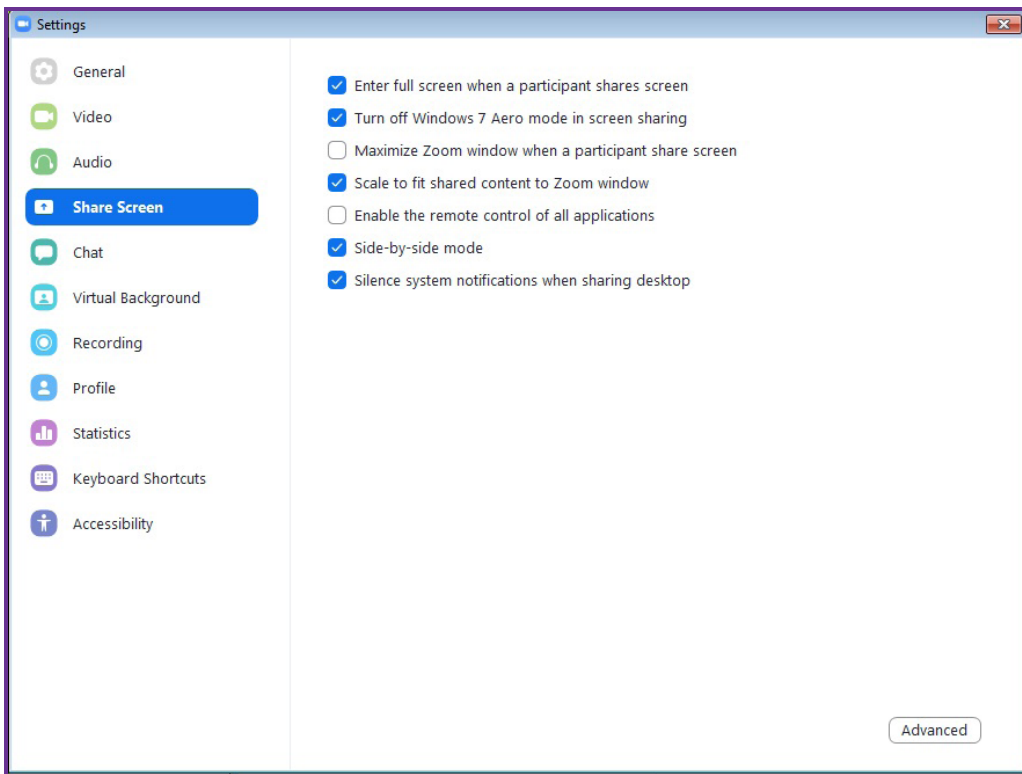 Settings
General
Video
Audio
Share Screen
Chat
Virtual Background
Recording
Profile
Statistics
Keyboard Shortcuts
Accessibility
Enter full screen when a participant shares screen
Turn off Windows 7 Aero mode in screen sharing
Maximize Zoom window when a participant share screen
Scale to fit shared content to Zoom window
Enable the remote control of all applications
Side-by-side mode
Silence system notifications when sharing desktop
Advanced